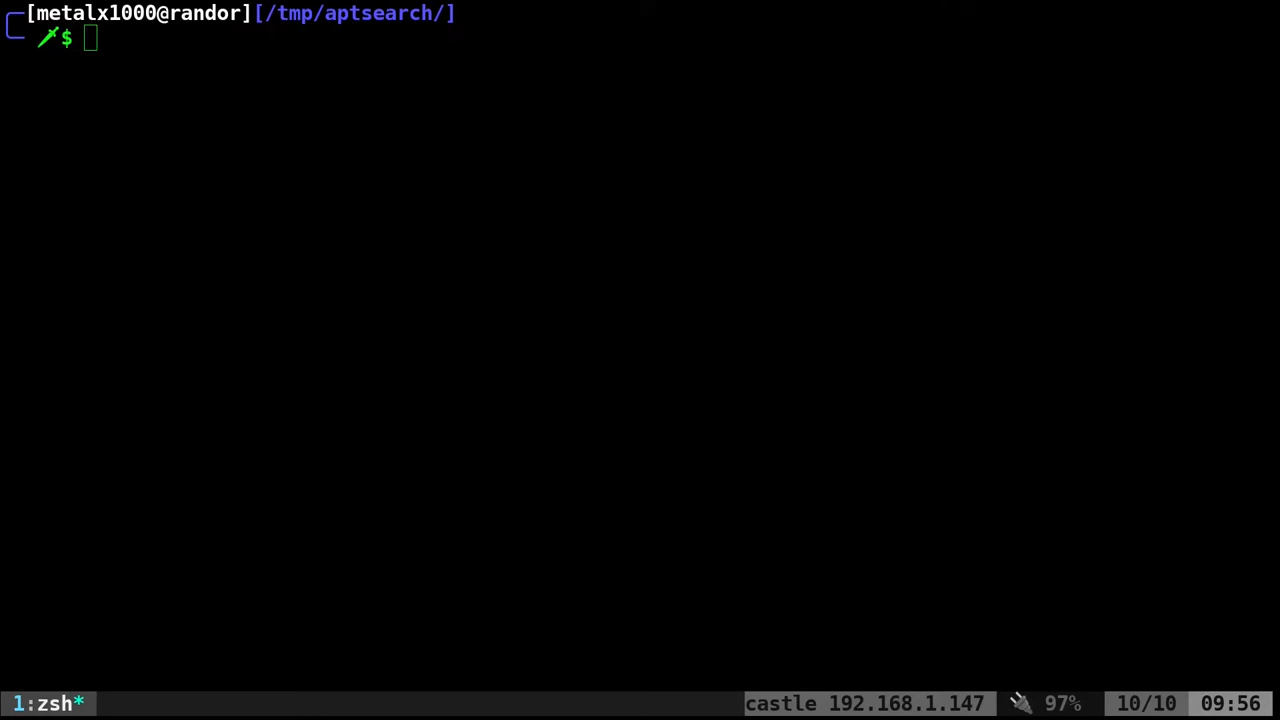 [metalx1000@randor][/tmp/aptsearch/]
$
1:zsh*
castle 192.168.1.147 97% 10/10 09:56